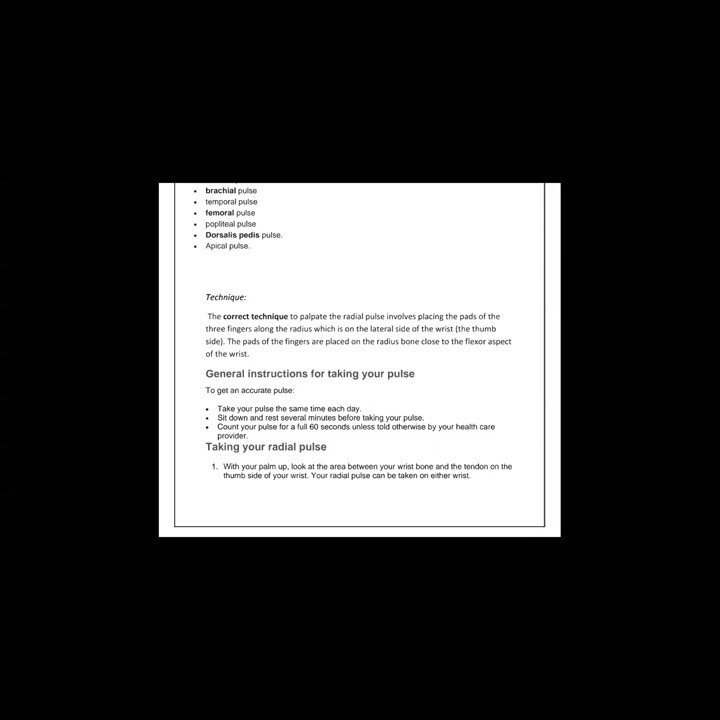 • brachial pulse
• temporal pulse
• femoral pulse
• popliteal pulse
• Dorsalis pedis pulse.
• Apical pulse.
Technique:
The correct technique to palpate the radial pulse involves placing the pads of the
three fingers along the radius which is on the lateral side of the wrist (the thumb
side). The pads of the fingers are placed on the radius bone close to the flexor aspect
of the wrist.
General instructions for taking your pulse
To get an accurate pulse:
• Take your pulse the same time each day.
• Sit down and rest several minutes before taking your pulse.
• Count your pulse for a full 60 seconds unless told otherwise by your health care
provider.
Taking your radial pulse
1. With your palm up, look at the area between your wrist bone and the tendon on the
thumb side of your wrist. Your radial pulse can be taken on either wrist.